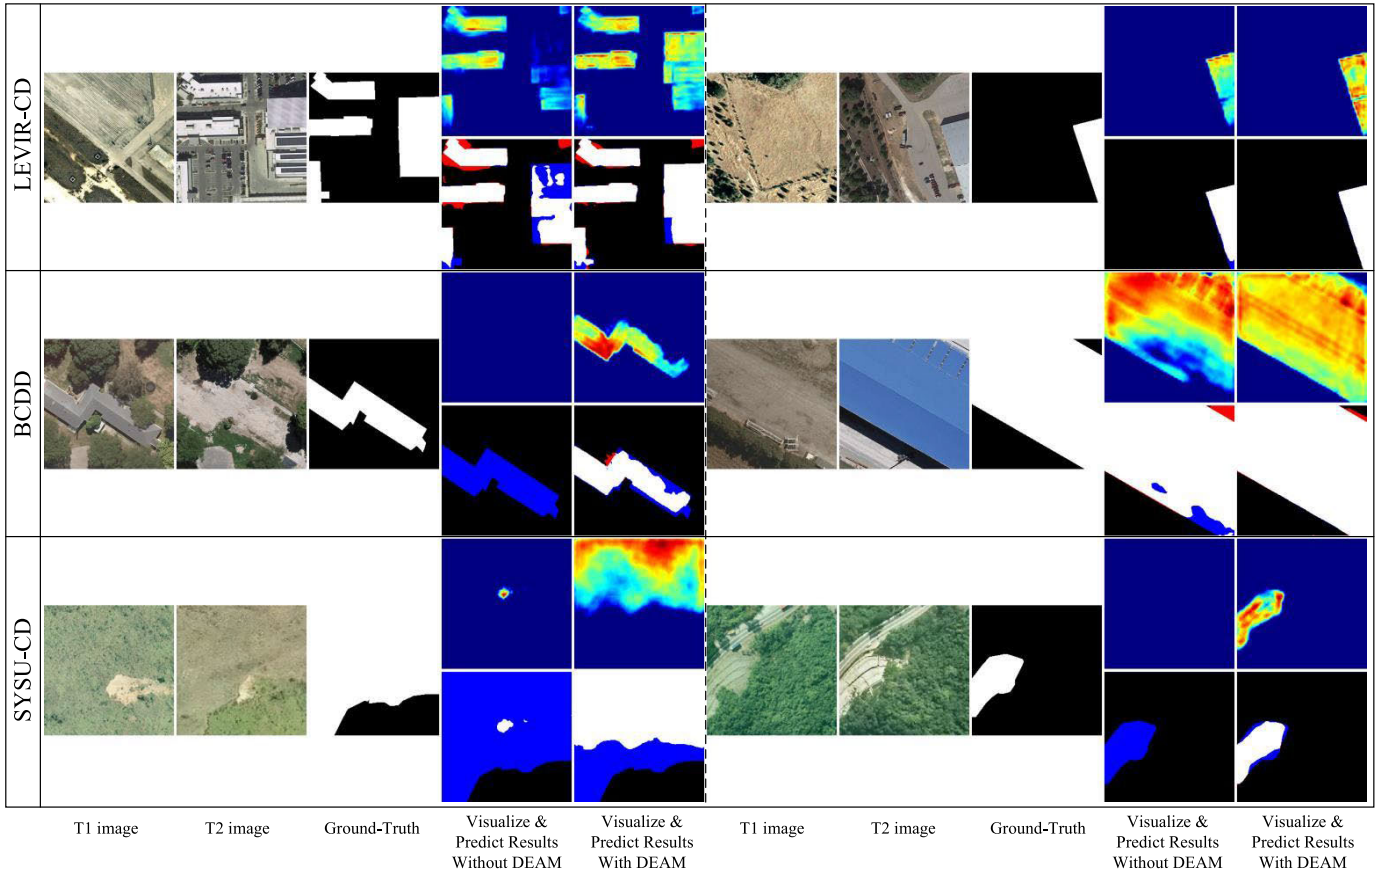 LEVIR-CD
BCDD
SYSU-CD
T1 image
T2 image
Ground-Truth
Visualize &
Predict Results
Without DEAM
Visualize &
Predict Results
With DEAM
T1 image
T2 image
Ground-Truth
Visualize &
Predict Results
Without DEAM
Visualize &
Predict Results
With DEAM